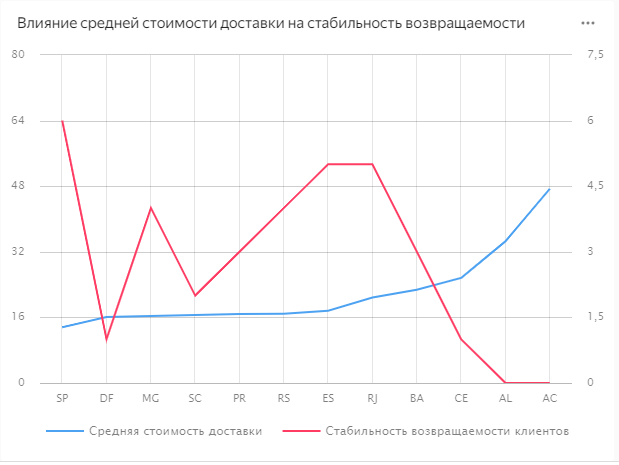 Влияние средней стоимости доставки на стабильность возвращаемости
80 7,5
64 6
48 4,5
32 3
16 1,5
0 0
SP DF MG SC PR RS ES RJ BA CE AL AC
Средняя стоимость доставки Стабильность возвращаемости клиентов